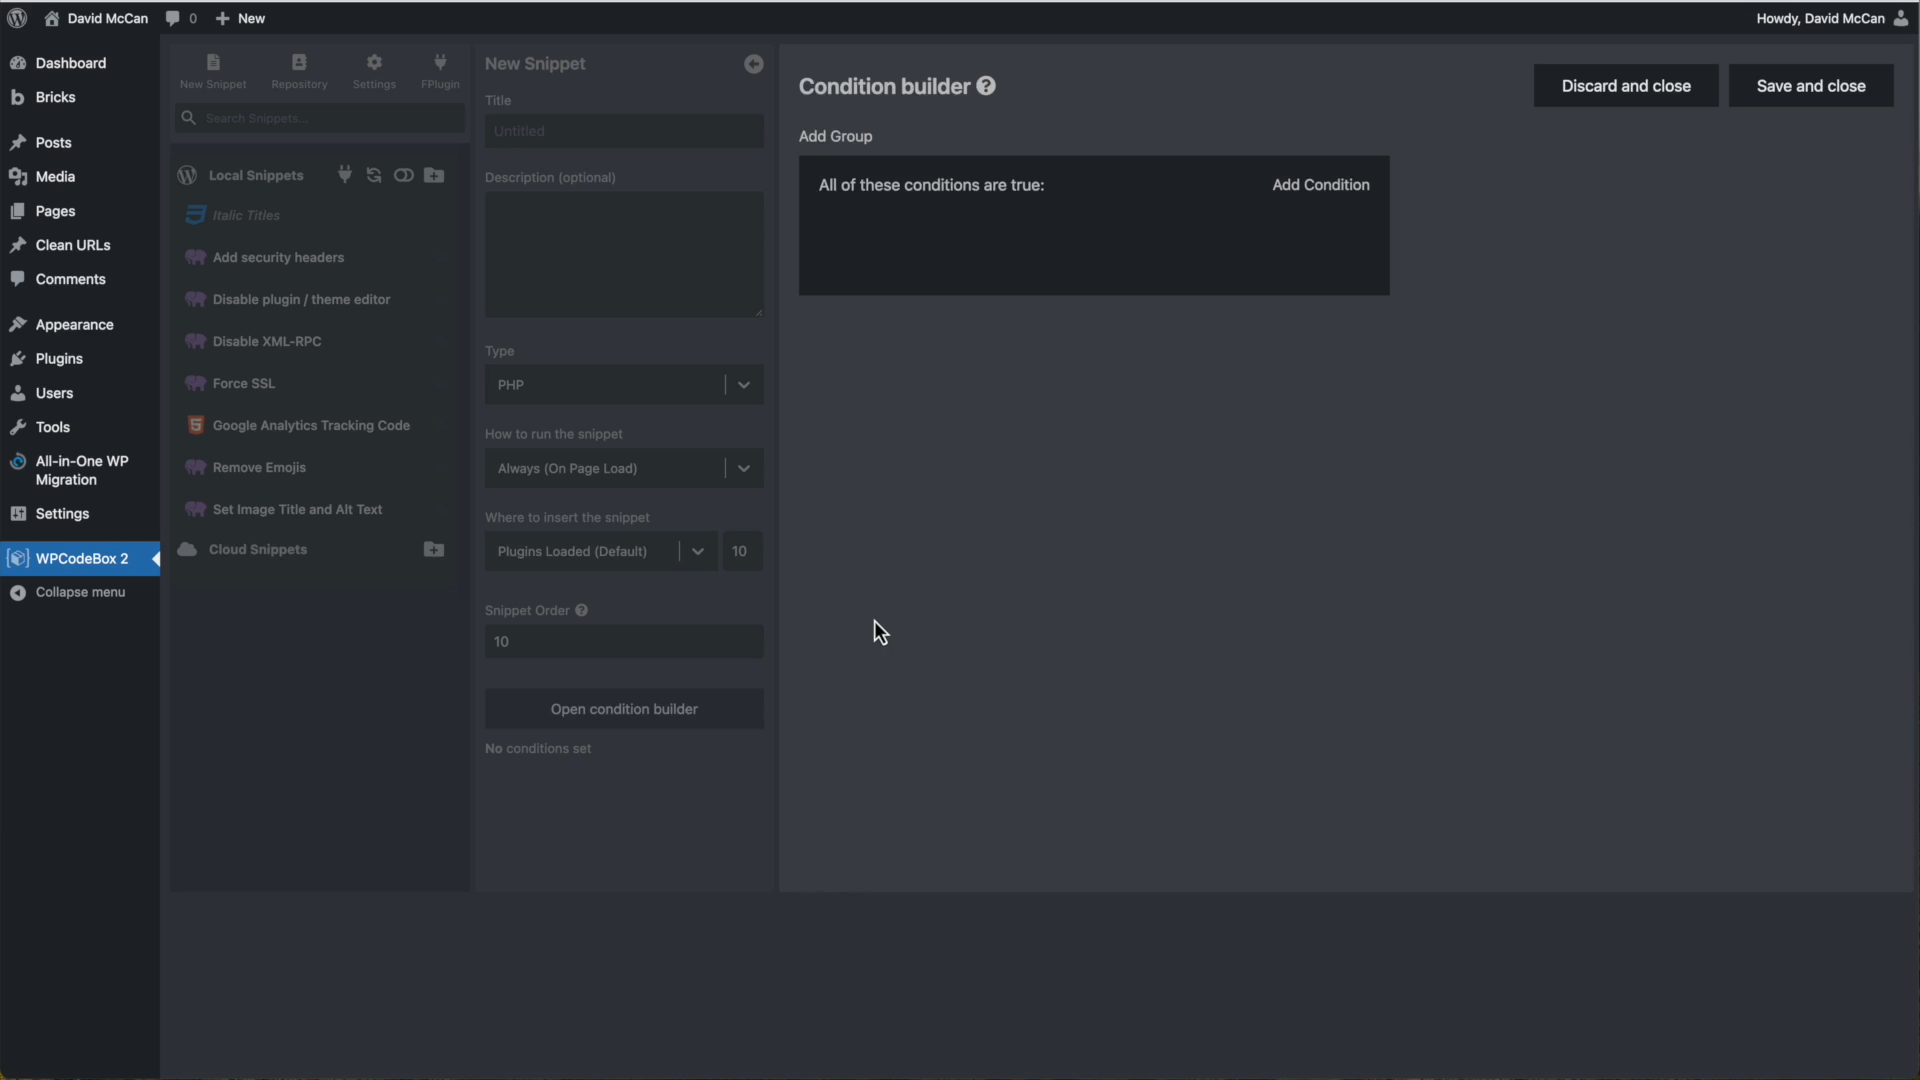 David McCan
0
New
Howdy, David McCan
Dashboard
Bricks
Posts
Media
Pages
Clean URLs
Comments
Appearance
Plugins
Users
Tools
All-in-One WP
Migration
Settings
WPCodeBox 2
Collapse menu
New Snippet
Repository
Settings
FPlugin
Search Snippets...
Local Snippets
Italic Titles
Add security headers
Disable plugin / theme editor
Disable XML-RPC
Force SSL
Google Analytics Tracking Code
Remove Emojis
Set Image Title and Alt Text
Cloud Snippets
New Snippet
Title
Untitled
Description (optional)
Type
PHP
How to run the snippet
Always (On Page Load)
Where to insert the snippet
Plugins Loaded (Default)
10
Snippet Order
10
Open condition builder
No conditions set
Condition builder
Discard and close
Save and close
Add Group
All of these conditions are true:
Add Condition